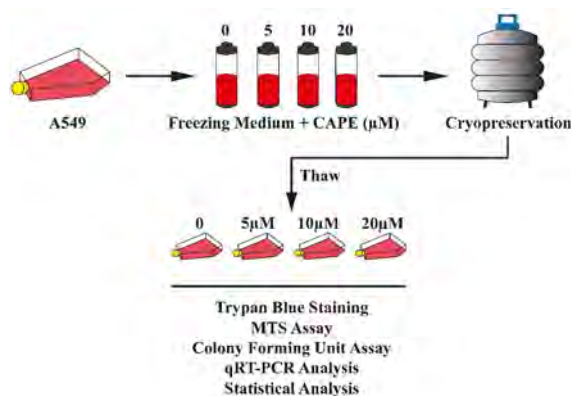 0 5 10 20
A549
Freezing Medium + CAPE (µM)
Cryopreservation
Thaw
0 5µM 10µM 20µM
Trypan Blue Staining
MTS Assay
Colony Forming Unit Assay
qRT-PCR Analysis
Statistical Analysis